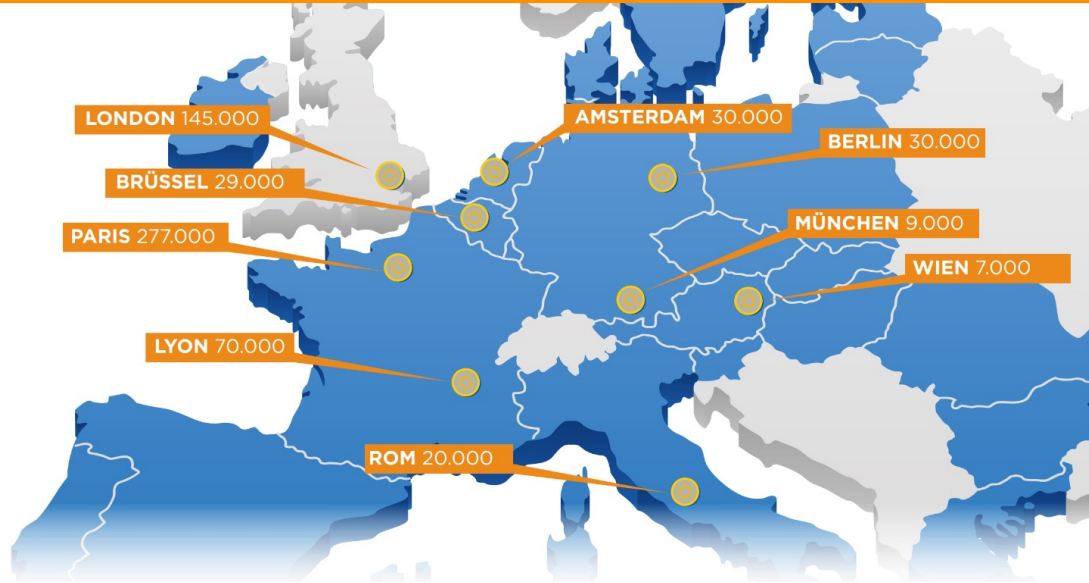 LONDON 145.000
AMSTERDAM 30.000
BERLIN 30.000
BRÜSSEL 29.000
PARIS 277.000
MÜNCHEN 9.000
WIEN 7.000
LYON 70.000
ROM 20.000